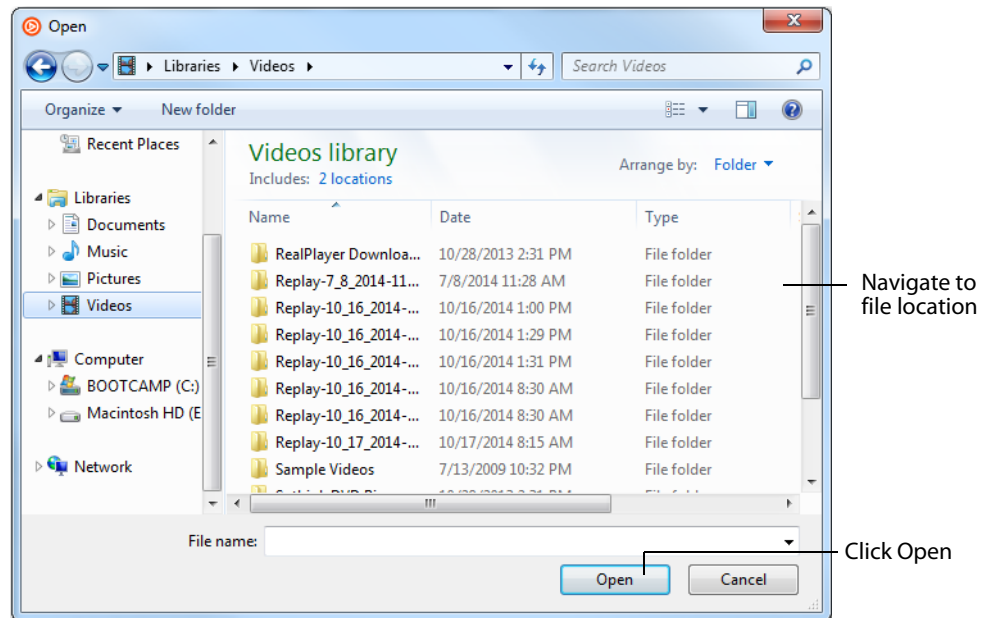 Open
Libraries Videos
Search Videos
Organize
New folder
Recent Places
Libraries
Documents
Music
Pictures
Videos
Computer
BOOTCAMP (C:)
Macintosh HD (E
Network
Videos library
Includes: 2 locations
Arrange by: Folder
Name Date Type
RealPlayer Downloa... 10/28/2013 2:31 PM File folder
Replay-7_8_2014-11... 7/8/2014 11:28 AM File folder
Replay-10_16_2014-... 10/16/2014 1:00 PM File folder
Replay-10_16_2014-... 10/16/2014 1:29 PM File folder
Replay-10_16_2014-... 10/16/2014 1:31 PM File folder
Replay-10_16_2014-... 10/16/2014 8:30 AM File folder
Replay-10_16_2014-... 10/16/2014 8:30 AM File folder
Replay-10_17_2014-... 10/17/2014 8:15 AM File folder
Sample Videos 7/13/2009 10:32 PM File folder
File name:
Open
Cancel
Navigate to
file location
Click Open